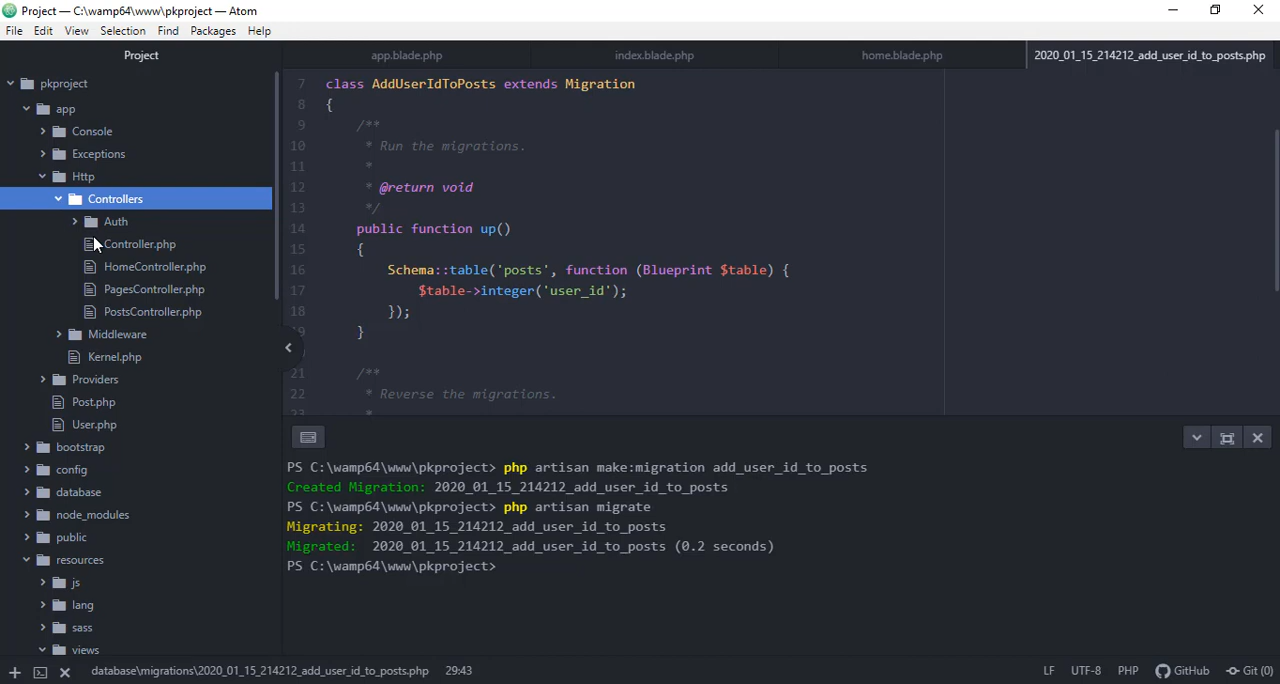 Project — C:\wamp64\www\pkproject — Atom
File Edit View Selection Find Packages Help
Project
app.blade.php index.blade.php home.blade.php 2020_01_15_214212_add_user_id_to_posts.php
pkproject
app
Console
Exceptions
Http
Controllers
Auth
Controller.php
HomeController.php
PagesController.php
PostsController.php
Middleware
Kernel.php
Providers
Post.php
User.php
bootstrap
config
database
node_modules
public
resources
js
lang
sass
views
7 class AddUserIdToPosts extends Migration
8 {
9 /**
10 * Run the migrations.
11 *
12 * @return void
13 */
14 public function up()
15 {
16 Schema::table('posts', function (Blueprint $table) {
17 $table->integer('user_id');
18 });
}
21 /**
22 * Reverse the migrations.
23 *
PS C:\wamp64\www\pkproject> php artisan make:migration add_user_id_to_posts
Created Migration: 2020_01_15_214212_add_user_id_to_posts
PS C:\wamp64\www\pkproject> php artisan migrate
Migrating: 2020_01_15_214212_add_user_id_to_posts
Migrated: 2020_01_15_214212_add_user_id_to_posts (0.2 seconds)
PS C:\wamp64\www\pkproject>
database\migrations\2020_01_15_214212_add_user_id_to_posts.php 29:43 LF UTF-8 PHP GitHub Git (0)